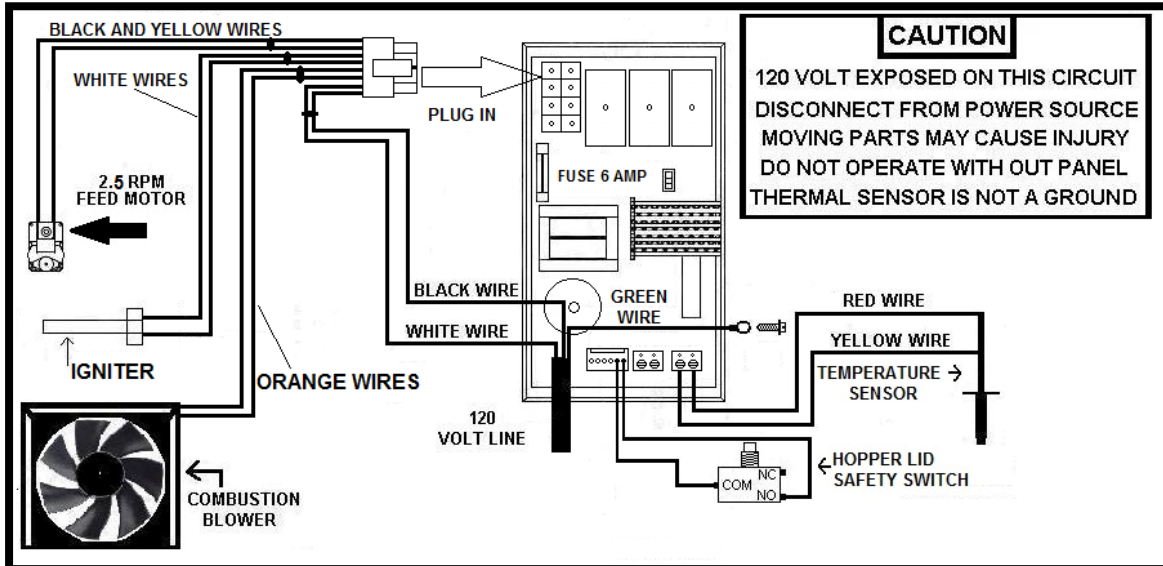 BLACK AND YELLOW WIRES
WHITE WIRES
PLUG IN
CAUTION
120 VOLT EXPOSED ON THIS CIRCUIT
DISCONNECT FROM POWER SOURCE
MOVING PARTS MAY CAUSE INJURY
DO NOT OPERATE WITH OUT PANEL
THERMAL SENSOR IS NOT A GROUND
2.5 RPM
FEED MOTOR
FUSE 6 AMP
BLACK WIRE
GREEN
WIRE
WHITE WIRE
RED WIRE
YELLOW WIRE
IGNITER
ORANGE WIRES
TEMPERATURE
SENSOR
120
VOLT LINE
COMBUSTION
BLOWER
COM
NC
NO
HOPPER LID
SAFETY SWITCH